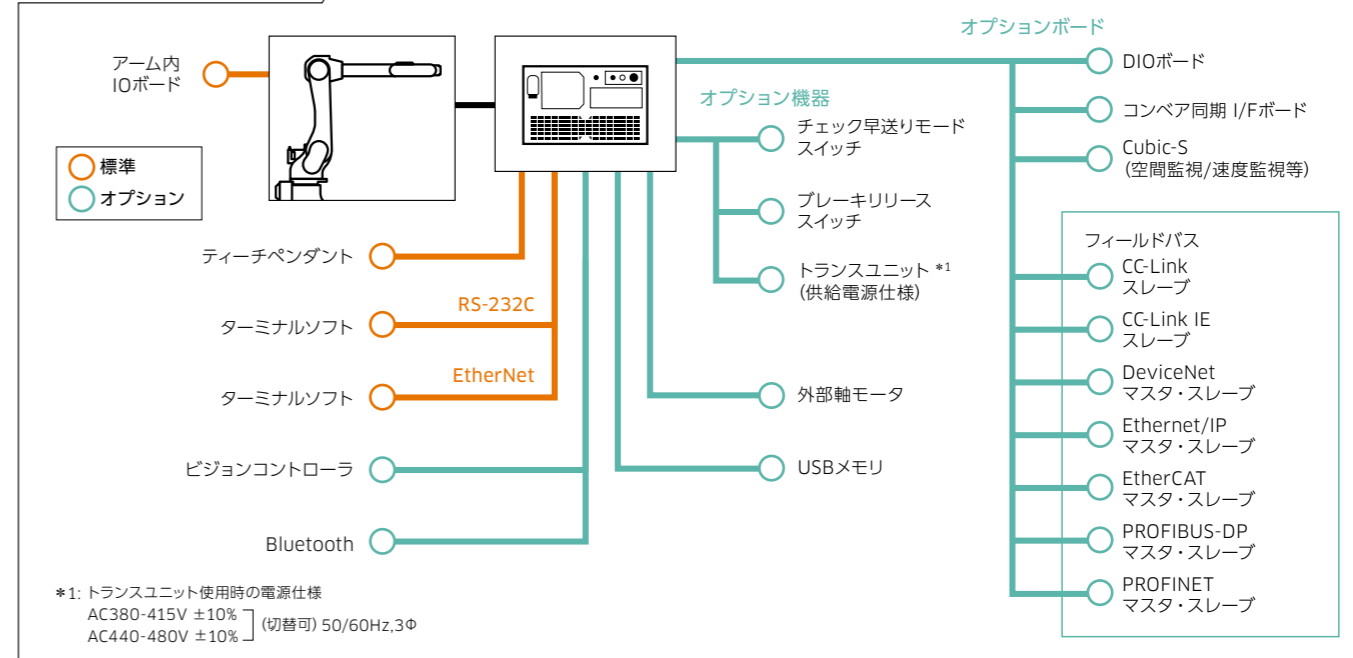 アーム内
IOボード
標準
オプション
ティーチペンダント
RS-232C
ターミナルソフト
EtherNet
ターミナルソフト
ビジョンコントローラ
Bluetooth
オプション機器
チェック早送りモード
スイッチ
ブレーキリリース
スイッチ
トランスユニット *1
(供給電源仕様)
外部軸モータ
USBメモリ
オプションボード
DIOボード
コンベア同期 I/Fボード
Cubic-S
(空間監視/速度監視等)
フィールドバス
CC-Link
スレーブ
CC-Link IE
スレーブ
DeviceNet
マスタ・スレーブ
Ethernet/IP
マスタ・スレーブ
EtherCAT
マスタ・スレーブ
PROFIBUS-DP
マスタ・スレーブ
PROFINET
マスタ・スレーブ
*1: トランスユニット使用時の電源仕様
AC380-415V ±10%
AC440-480V ±10%
(切替可) 50/60Hz,3Φ